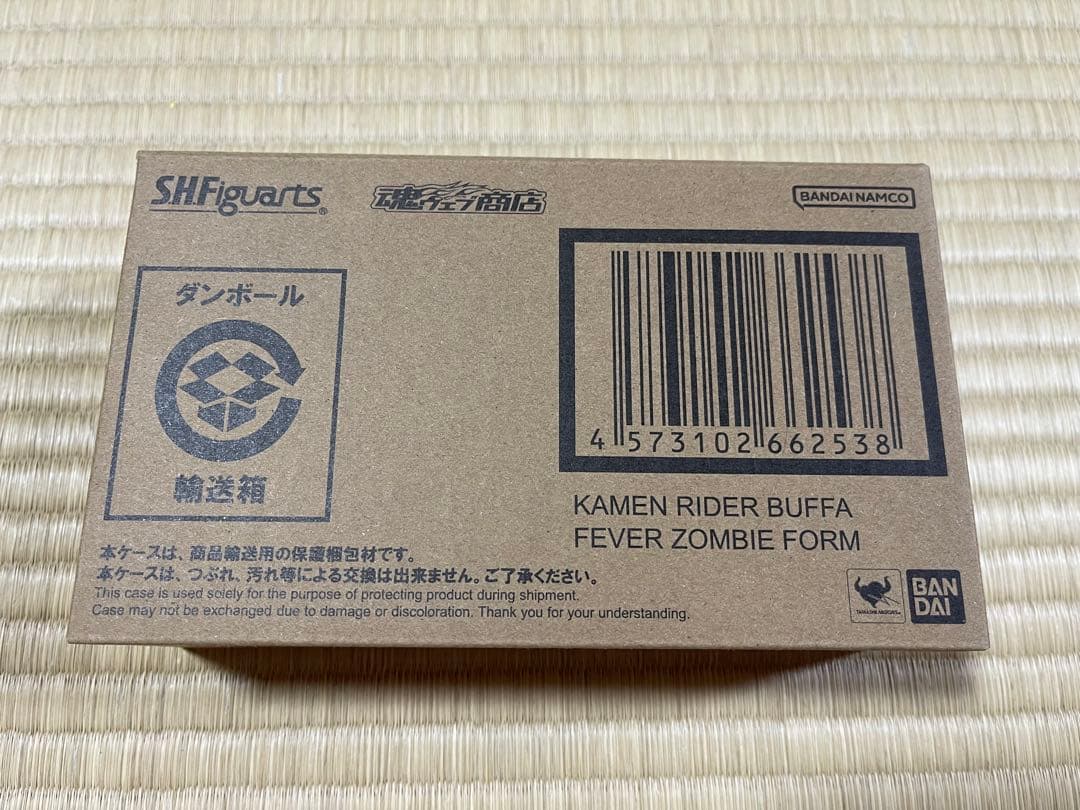 S.H.Figuarts®
魂ウェブ商店
BANDAI NAMCO
ダンボール
輸送箱
4 573102 662538
KAMEN RIDER BUFFA
FEVER ZOMBIE FORM
本ケースは、商品輸送用の保護梱包材です。
本ケースは、つぶれ、汚れ等による交換は出来ません。ご了承ください。
This case is used solely for the purpose of protecting product during shipment.
Case may not be exchanged due to damage or discoloration. Thank you for your understanding.
TAMASHII NATIONS
BAN
DAI